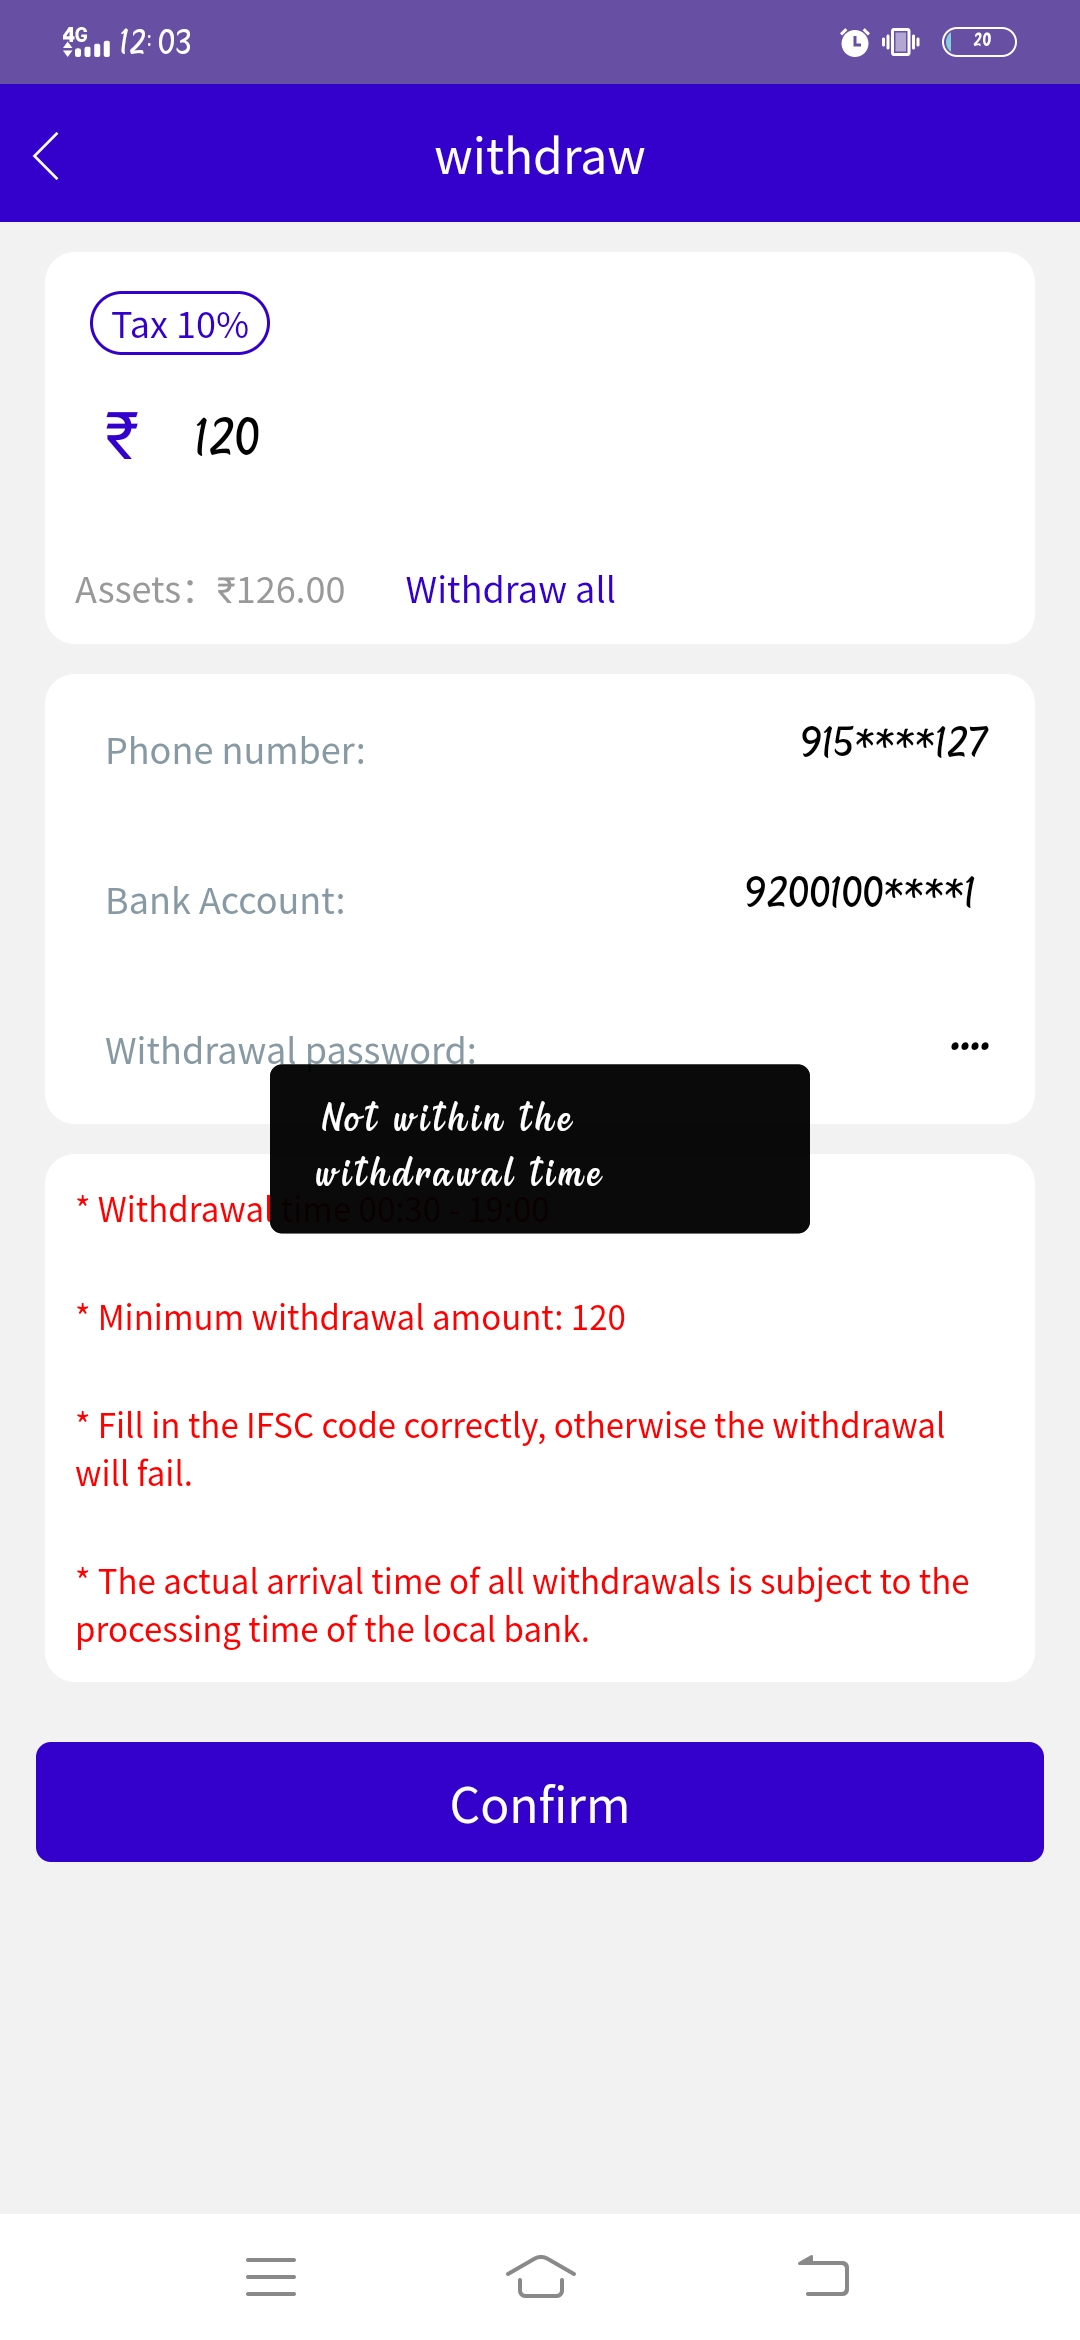 4G 12:03 20
withdraw
Tax 10%
₹ 120
Assets: ₹126.00 Withdraw all
Phone number: 915****127
Bank Account: 9200100****1
Withdrawal password: ••••
Not within the
withdrawal time
* Withdrawal time 00:30 - 19:00
* Minimum withdrawal amount: 120
* Fill in the IFSC code correctly, otherwise the withdrawal
will fail.
* The actual arrival time of all withdrawals is subject to the
processing time of the local bank.
Confirm